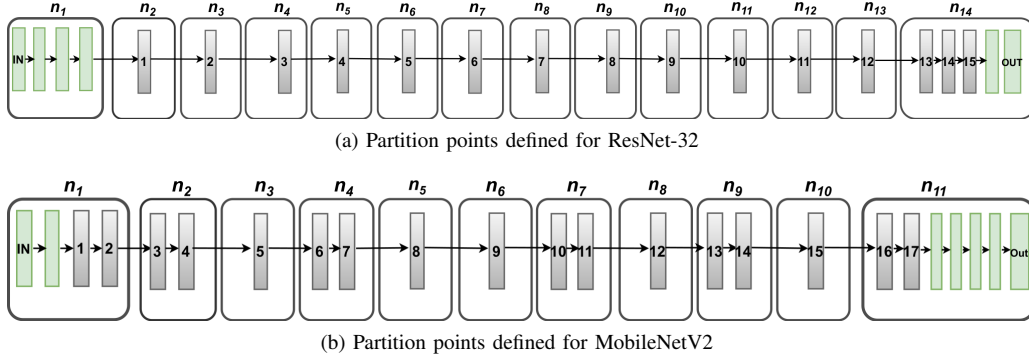 n1 n2 n3 n4 n5 n6 n7 n8 n9 n10 n11 n12 n13 n14
IN 1 2 3 4 5 6 7 8 9 10 11 12 13 14 15 OUT
(a) Partition points defined for ResNet-32
n1 n2 n3 n4 n5 n6 n7 n8 n9 n10 n11
IN 1 2 3 4 5 6 7 8 9 10 11 12 13 14 15 16 17 Out
(b) Partition points defined for MobileNetV2